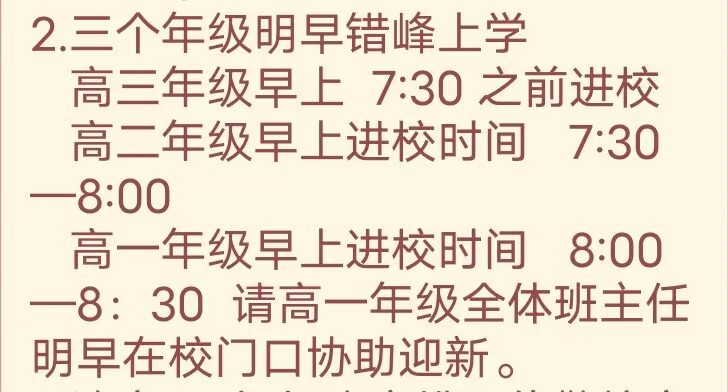 2.三个年级明早错峰上学
高三年级早上 7:30 之前进校
高二年级早上进校时间 7:30
—8:00
高一年级早上进校时间 8:00
—8：30 请高一年级全体班主任
明早在校门口协助迎新。